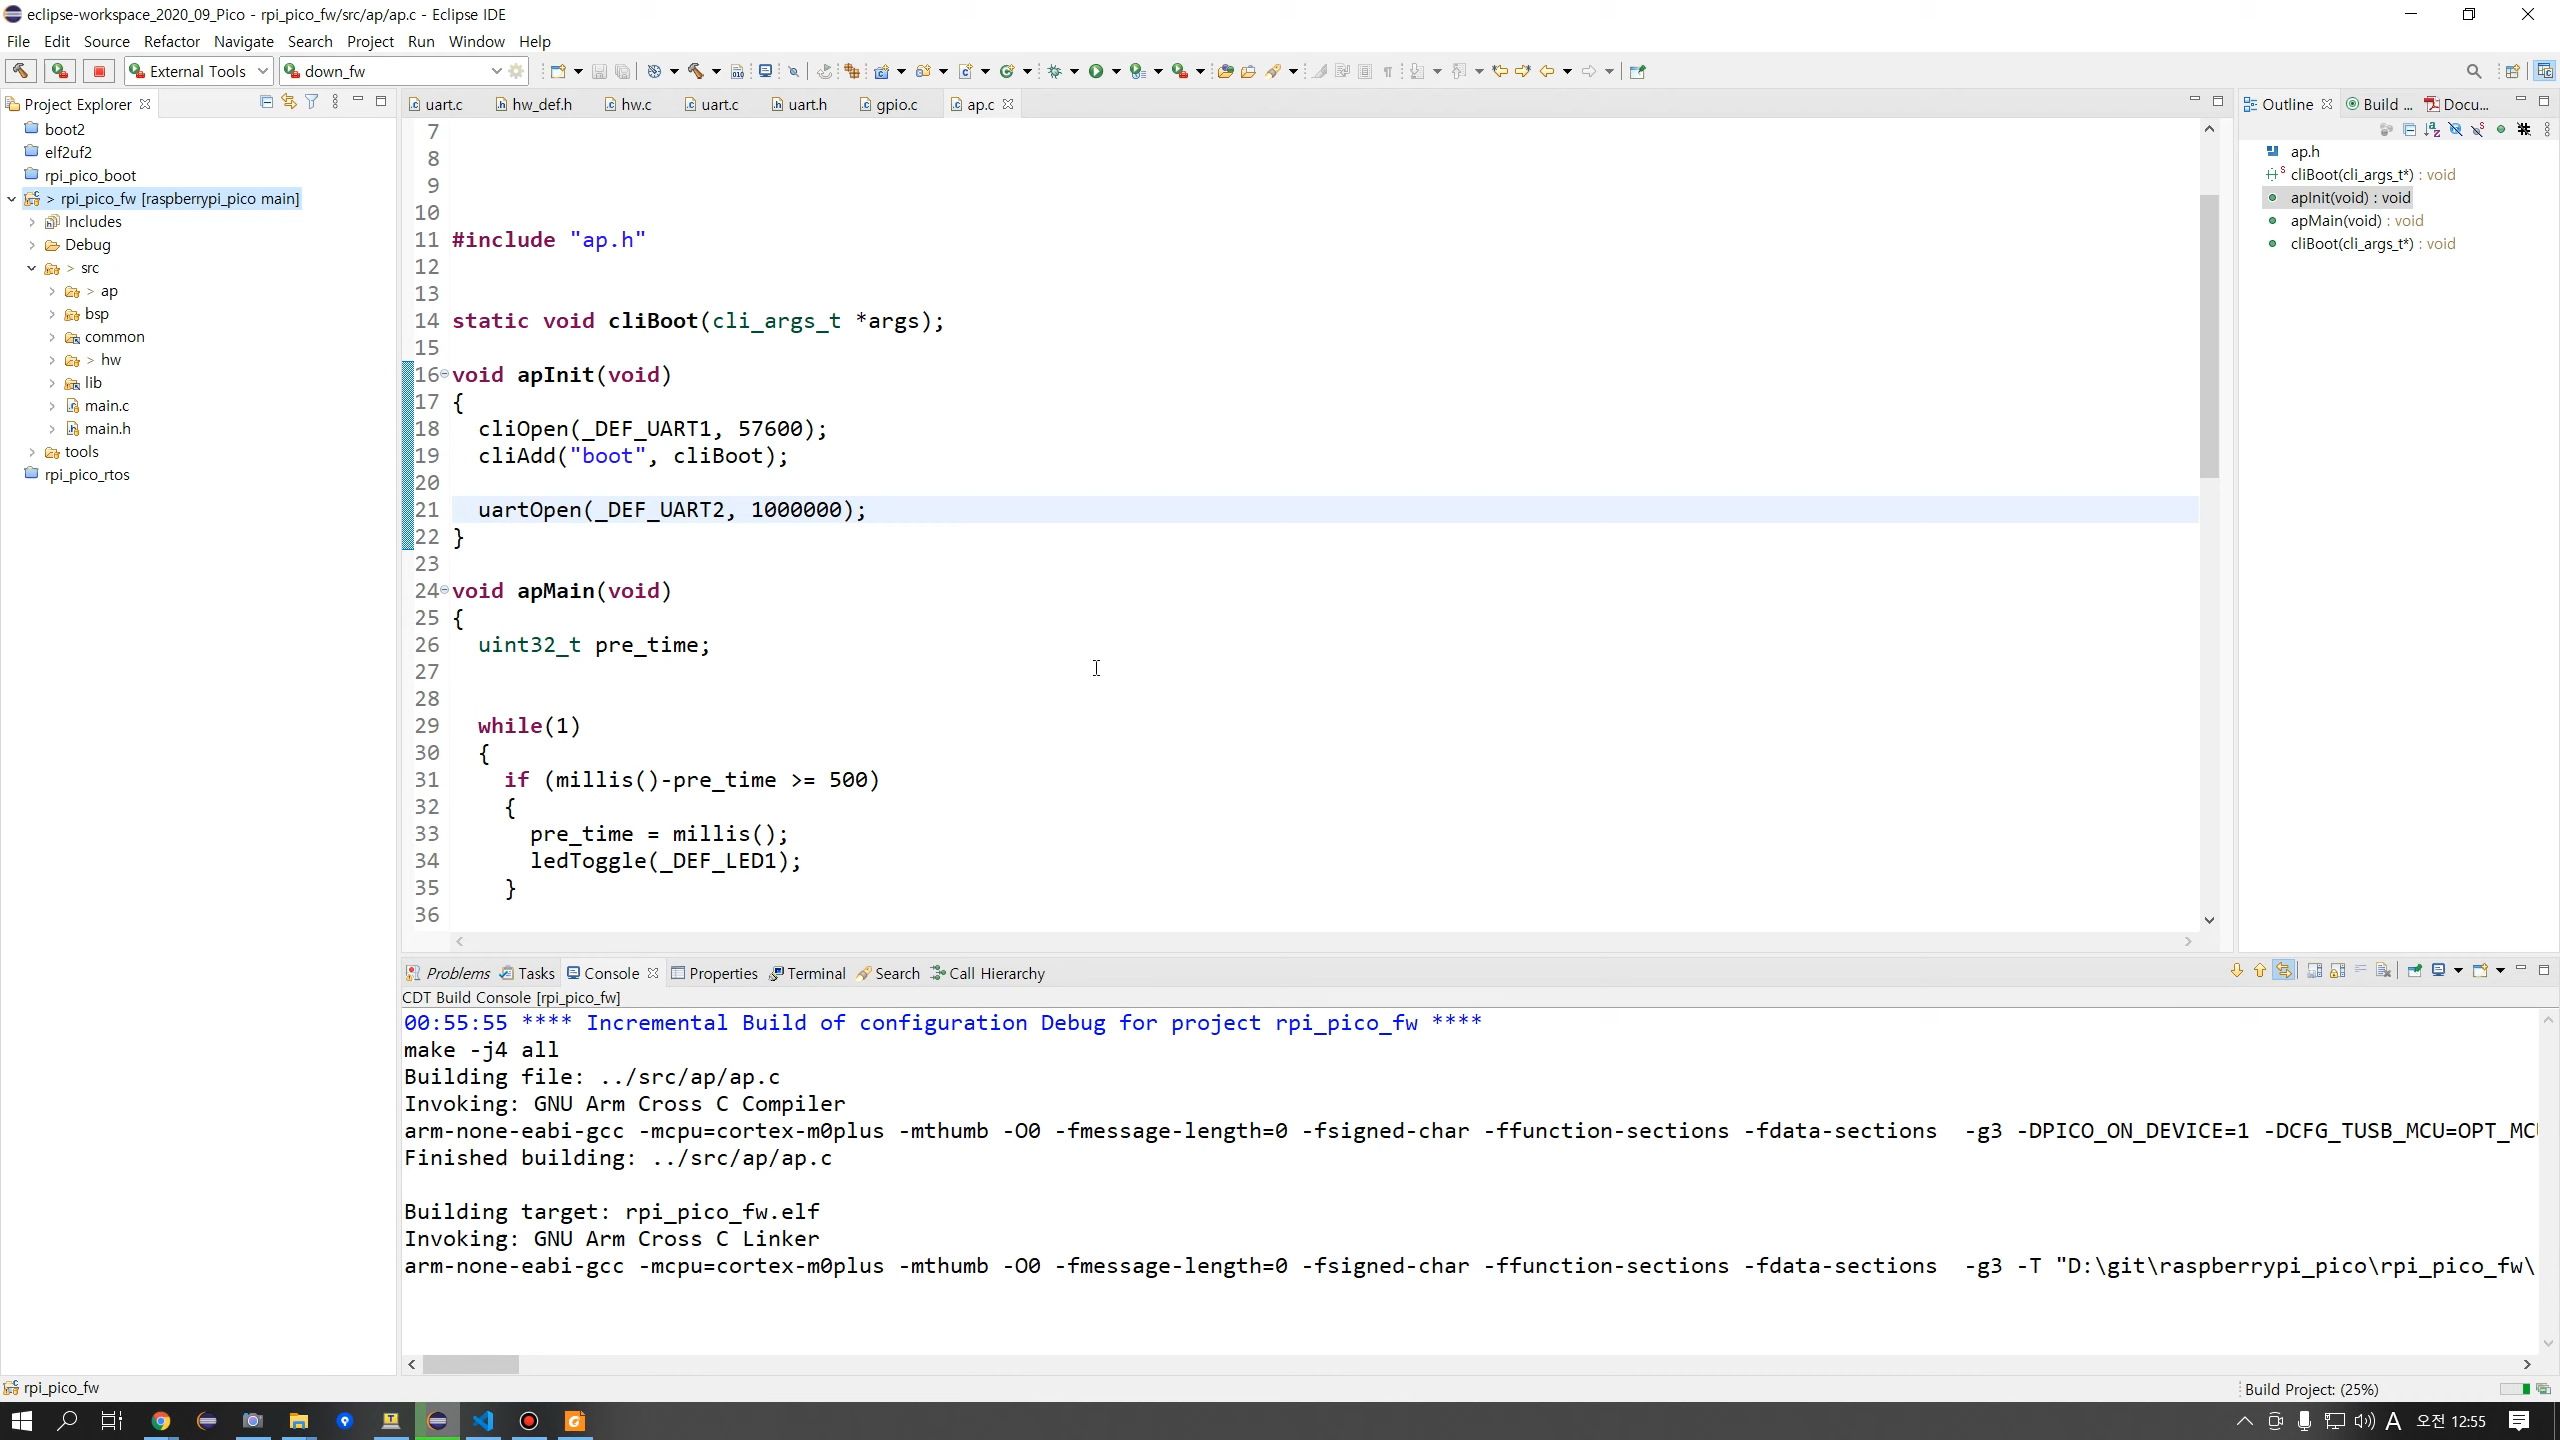 eclipse-workspace_2020_09_Pico - rpi_pico_fw/src/ap/ap.c - Eclipse IDE
File Edit Source Refactor Navigate Search Project Run Window Help
External Tools down_fw
Project Explorer
boot2
elf2uf2
rpi_pico_boot
> rpi_pico_fw [raspberrypi_pico main]
Includes
Debug
> src
> ap
bsp
common
> hw
lib
main.c
main.h
tools
rpi_pico_rtos
uart.c hw_def.h hw.c uart.c uart.h gpio.c ap.c
7
8
9
10
11 #include "ap.h"
12
13
14 static void cliBoot(cli_args_t *args);
15
16 void apInit(void)
17 {
18 cliOpen(_DEF_UART1, 57600);
19 cliAdd("boot", cliBoot);
20
21 uartOpen(_DEF_UART2, 1000000);
22 }
23
24 void apMain(void)
25 {
26 uint32_t pre_time;
27
28
29 while(1)
30 {
31 if (millis()-pre_time >= 500)
32 {
33 pre_time = millis();
34 ledToggle(_DEF_LED1);
35 }
36
Outline Build ... Docu...
ap.h
cliBoot(cli_args_t*) : void
apInit(void) : void
apMain(void) : void
cliBoot(cli_args_t*) : void
Problems Tasks Console Properties Terminal Search Call Hierarchy
CDT Build Console [rpi_pico_fw]
00:55:55 **** Incremental Build of configuration Debug for project rpi_pico_fw ****
make -j4 all
Building file: ../src/ap/ap.c
Invoking: GNU Arm Cross C Compiler
arm-none-eabi-gcc -mcpu=cortex-m0plus -mthumb -O0 -fmessage-length=0 -fsigned-char -ffunction-sections -fdata-sections -g3 -DPICO_ON_DEVICE=1 -DCFG_TUSB_MCU=OPT_MC
Finished building: ../src/ap/ap.c
Building target: rpi_pico_fw.elf
Invoking: GNU Arm Cross C Linker
arm-none-eabi-gcc -mcpu=cortex-m0plus -mthumb -O0 -fmessage-length=0 -fsigned-char -ffunction-sections -fdata-sections -g3 -T "D:\git\raspberrypi_pico\rpi_pico_fw\
rpi_pico_fw
Build Project: (25%)
A 오전 12:55